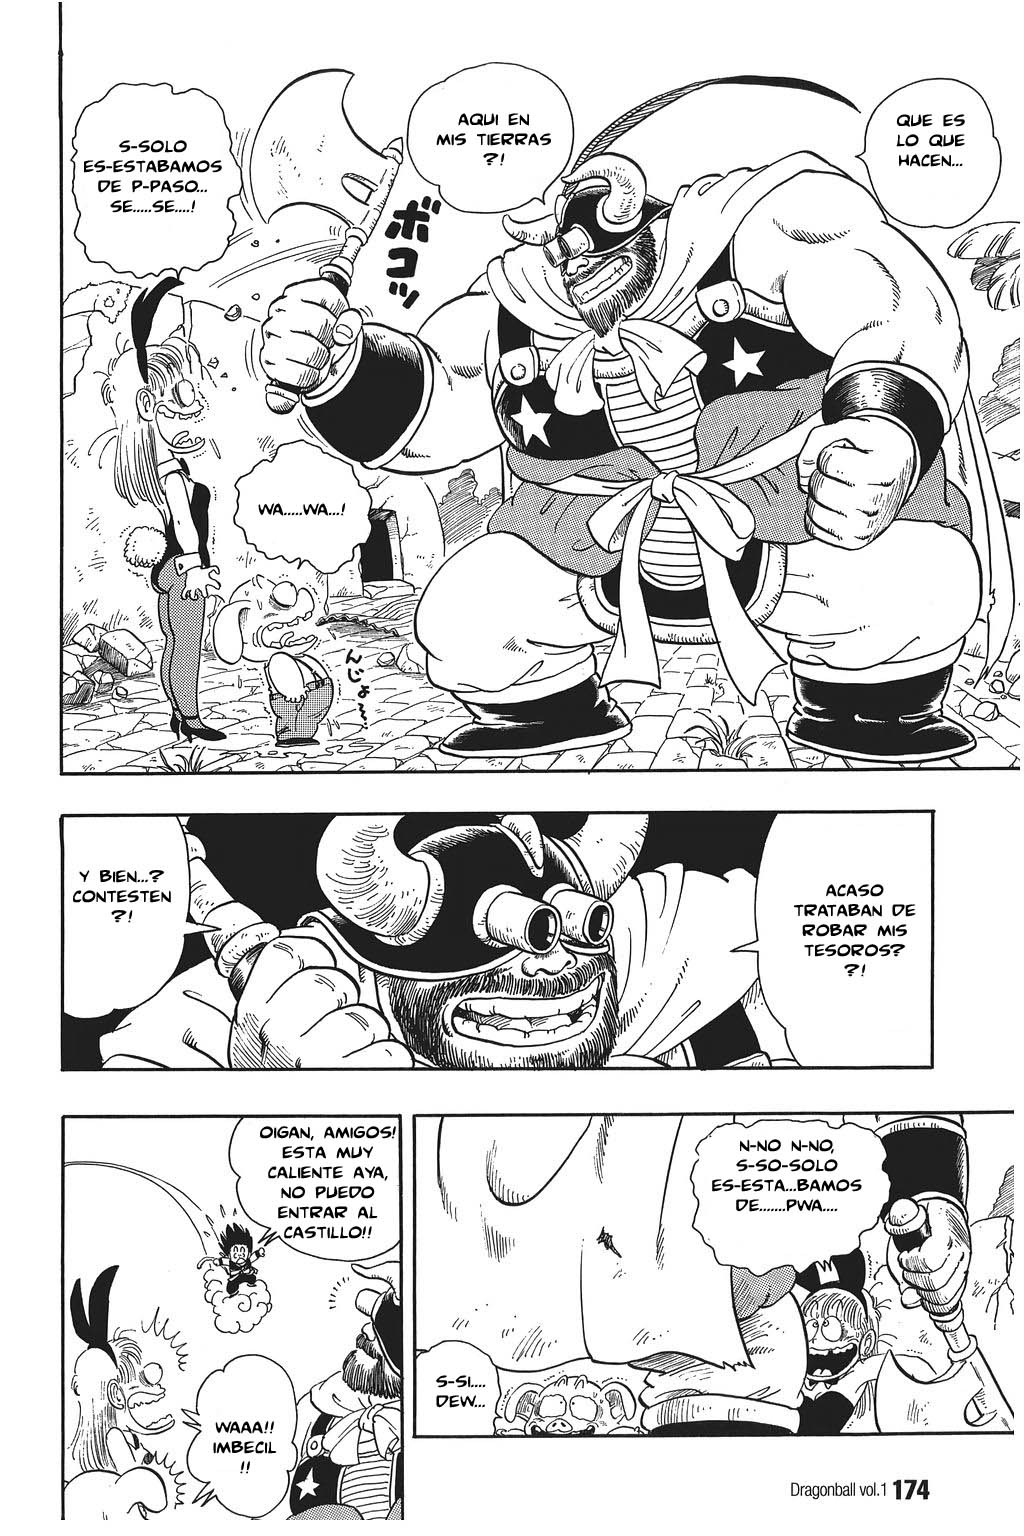 QUE ES
LO QUE
HACEN...
AQUI EN
MIS TIERRAS
?!
ボコッ
S-SOLO
ES-ESTABAMOS
DE P-PASO...
SE.....SE....!
WA.....WA...!
んじょ〜〜
ACASO
TRATABAN DE
ROBAR MIS
TESOROS?
?!
Y BIEN...?
CONTESTEN
?!
N-NO N-NO,
S-SO-SOLO
ES-ESTA...BAMOS
DE.......PWA....
S-SI....
DEW...
OIGAN, AMIGOS!
ESTA MUY
CALIENTE AYA,
NO PUEDO
ENTRAR AL
CASTILLO!!
WAAA!!
IMBECIL
!!
Dragonball vol.1 174